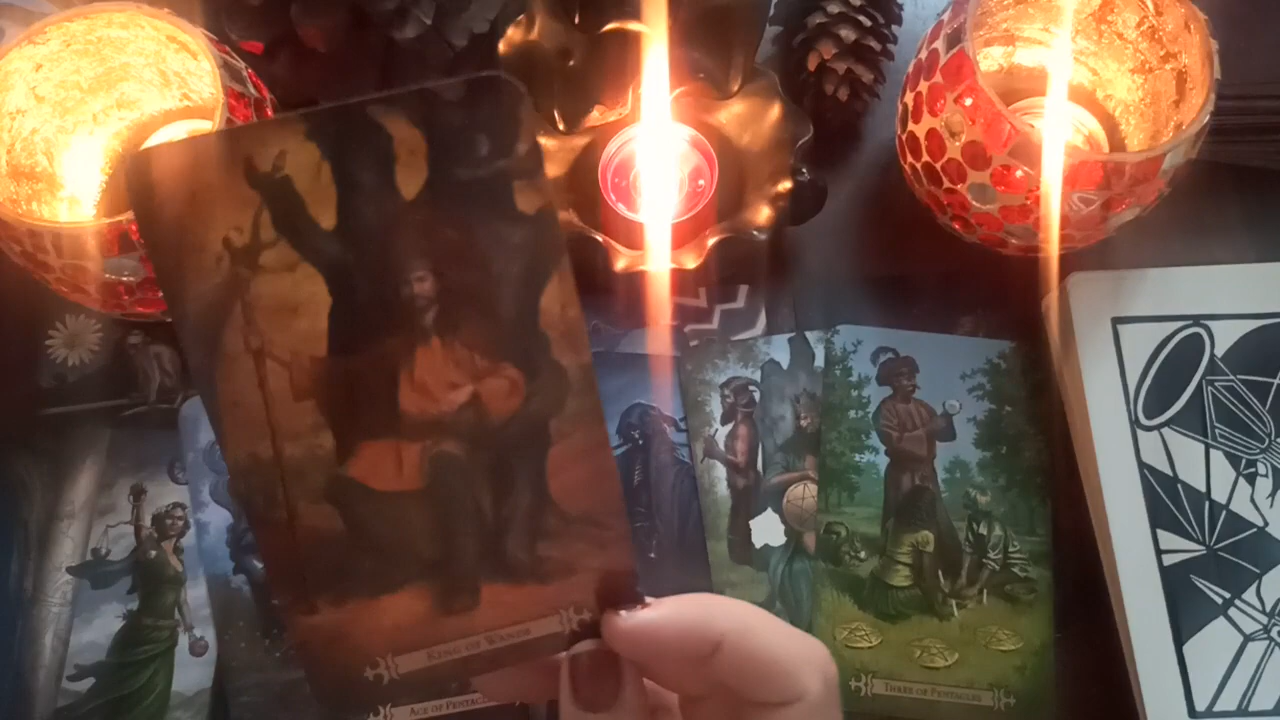 KING OF WANDS
ACE OF PENTACLES
THREE OF PENTACLES